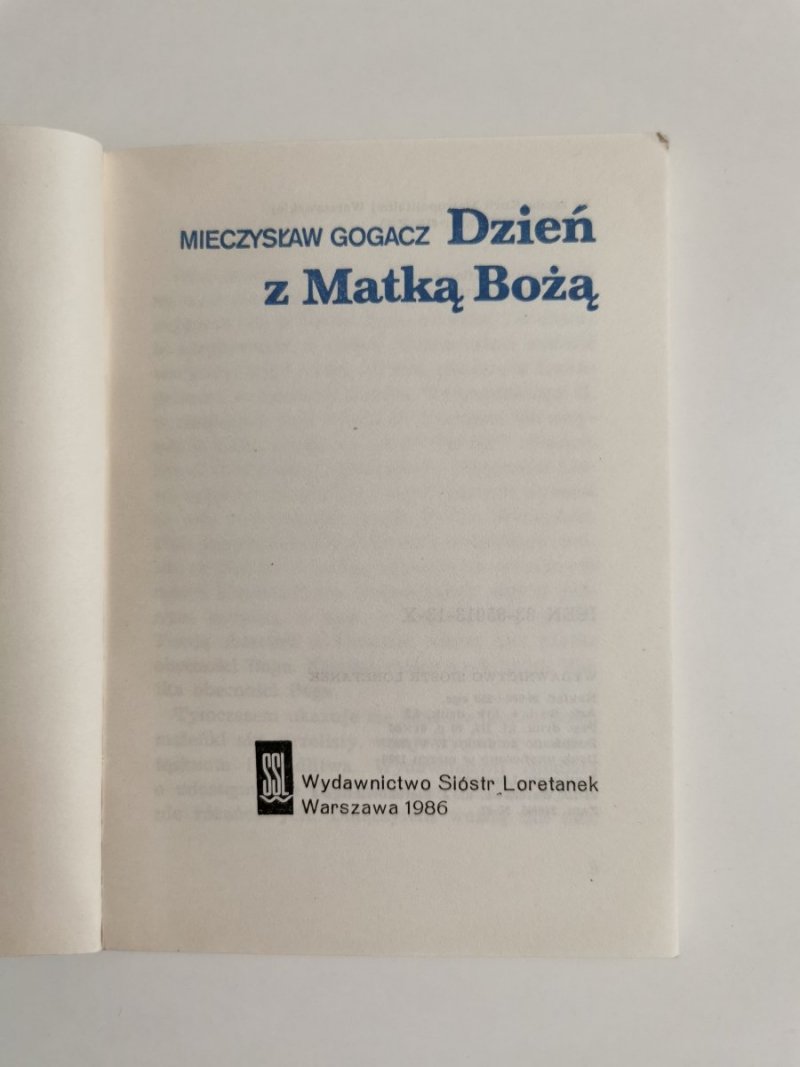 MIECZYSŁAW GOGACZ Dzień
z Matką Bożą
SSL
Wydawnictwo Sióstr Loretanek
Warszawa 1986